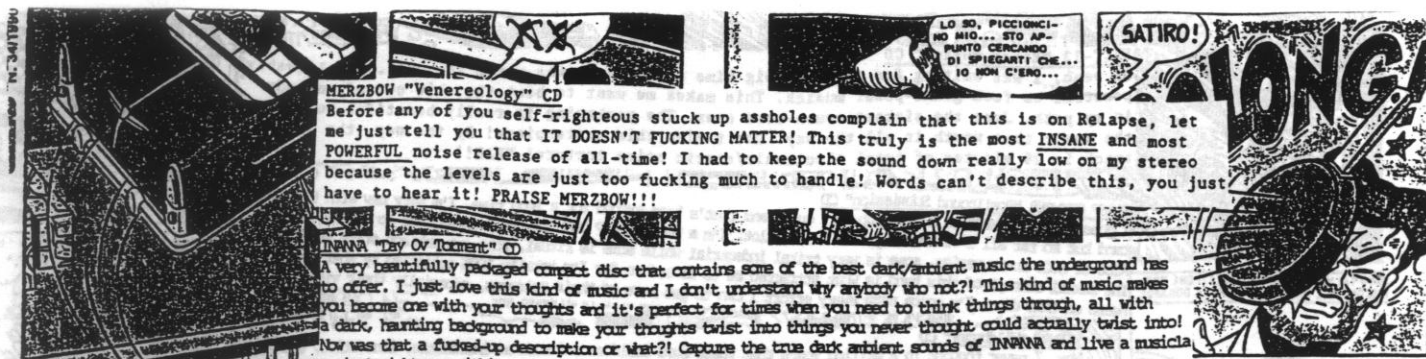 N. 34/1990
LO SO, PICCIONCI-
NO MIO... STO AP-
PUNTO CERCANDO
DI SPIEGARTI CHE...
IO NON C'ERO...
SATIRO!
LONG
MERZBOW "Venereology" CD
Before any of you self-righteous stuck up assholes complain that this is on Relapse, let
me just tell you that IT DOESN'T FUCKING MATTER! This truly is the most INSANE and most
POWERFUL noise release of all-time! I had to keep the sound down really low on my stereo
because the levels are just too fucking much to handle! Words can't describe this, you just
have to hear it! PRAISE MERZBOW!!!
INANNA "Day Ov Torment" CD
A very beautifully packaged compact disc that contains some of the best dark/ambient music the underground has
to offer. I just love this kind of music and I don't understand why anybody who not?! This kind of music makes
you become one with your thoughts and it's perfect for times when you need to think things through, all with
a dark, haunting background to make your thoughts twist into things you never thought could actually twist into!
Now was that a fucked-up description or what?! Capture the true dark ambient sounds of INANNA and live a musicla